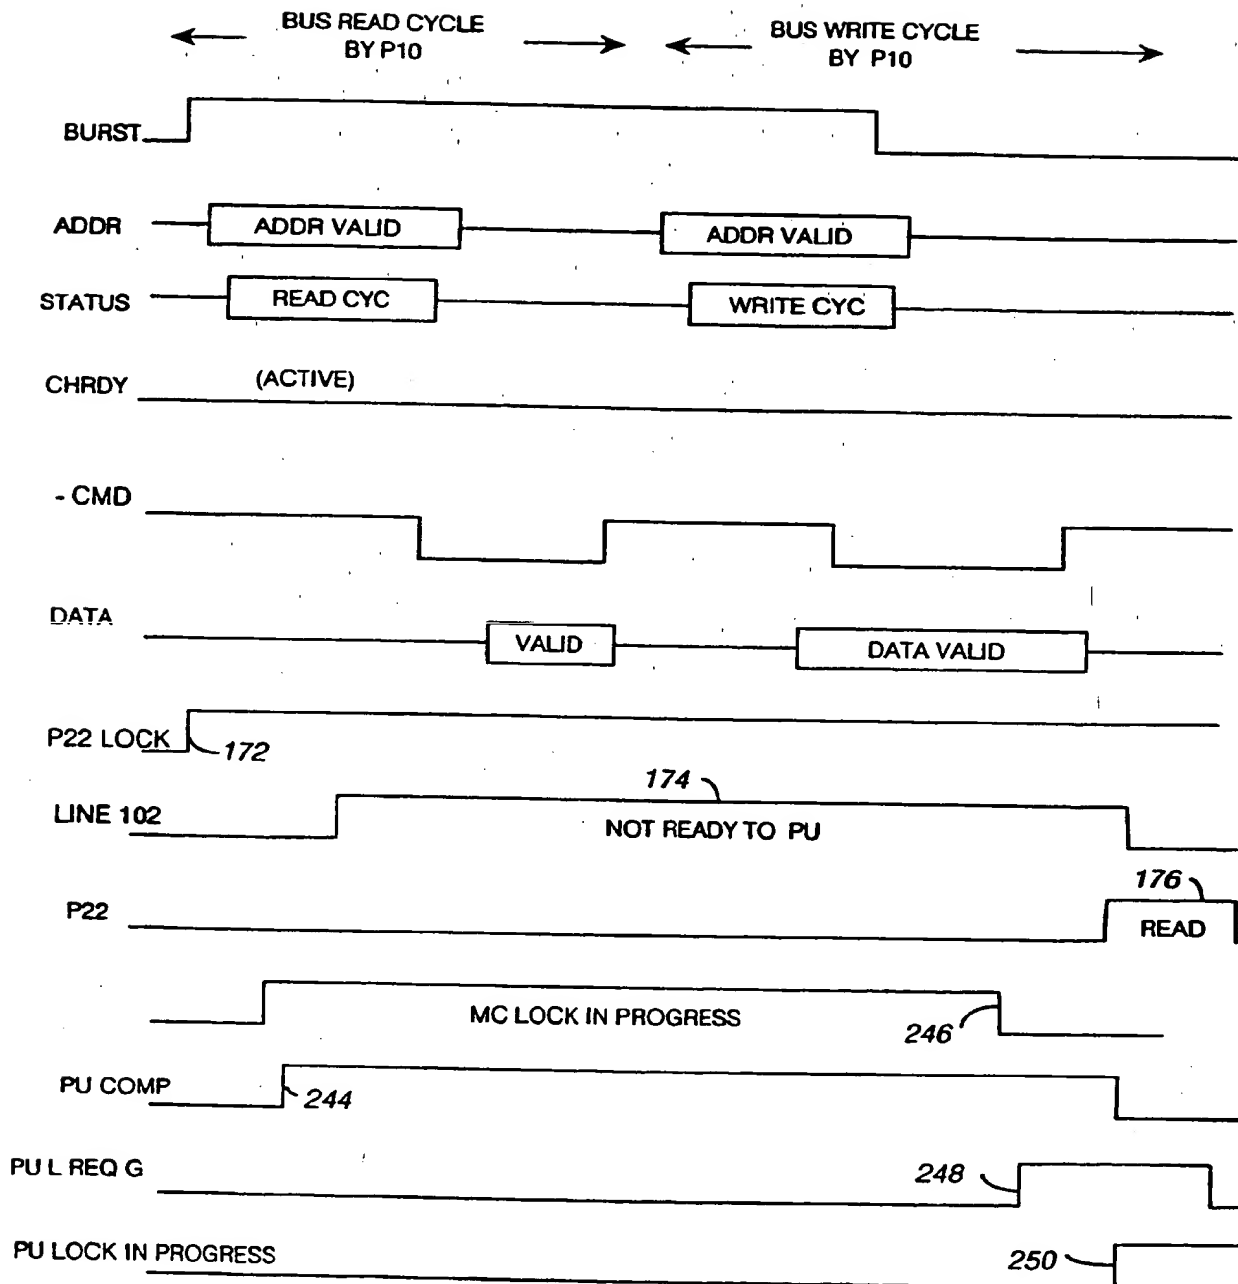 BUS READ CYCLE
BY P10
BUS WRITE CYCLE
BY P10
BURST
ADDR
ADDR VALID
ADDR VALID
STATUS
READ CYC
WRITE CYC
CHRDY
(ACTIVE)
- CMD
DATA
VALID
DATA VALID
P22 LOCK
172
LINE 102
174
NOT READY TO PU
P22
176
READ
MC LOCK IN PROGRESS
246
PU COMP
244
PU L REQ G
248
PU LOCK IN PROGRESS
250